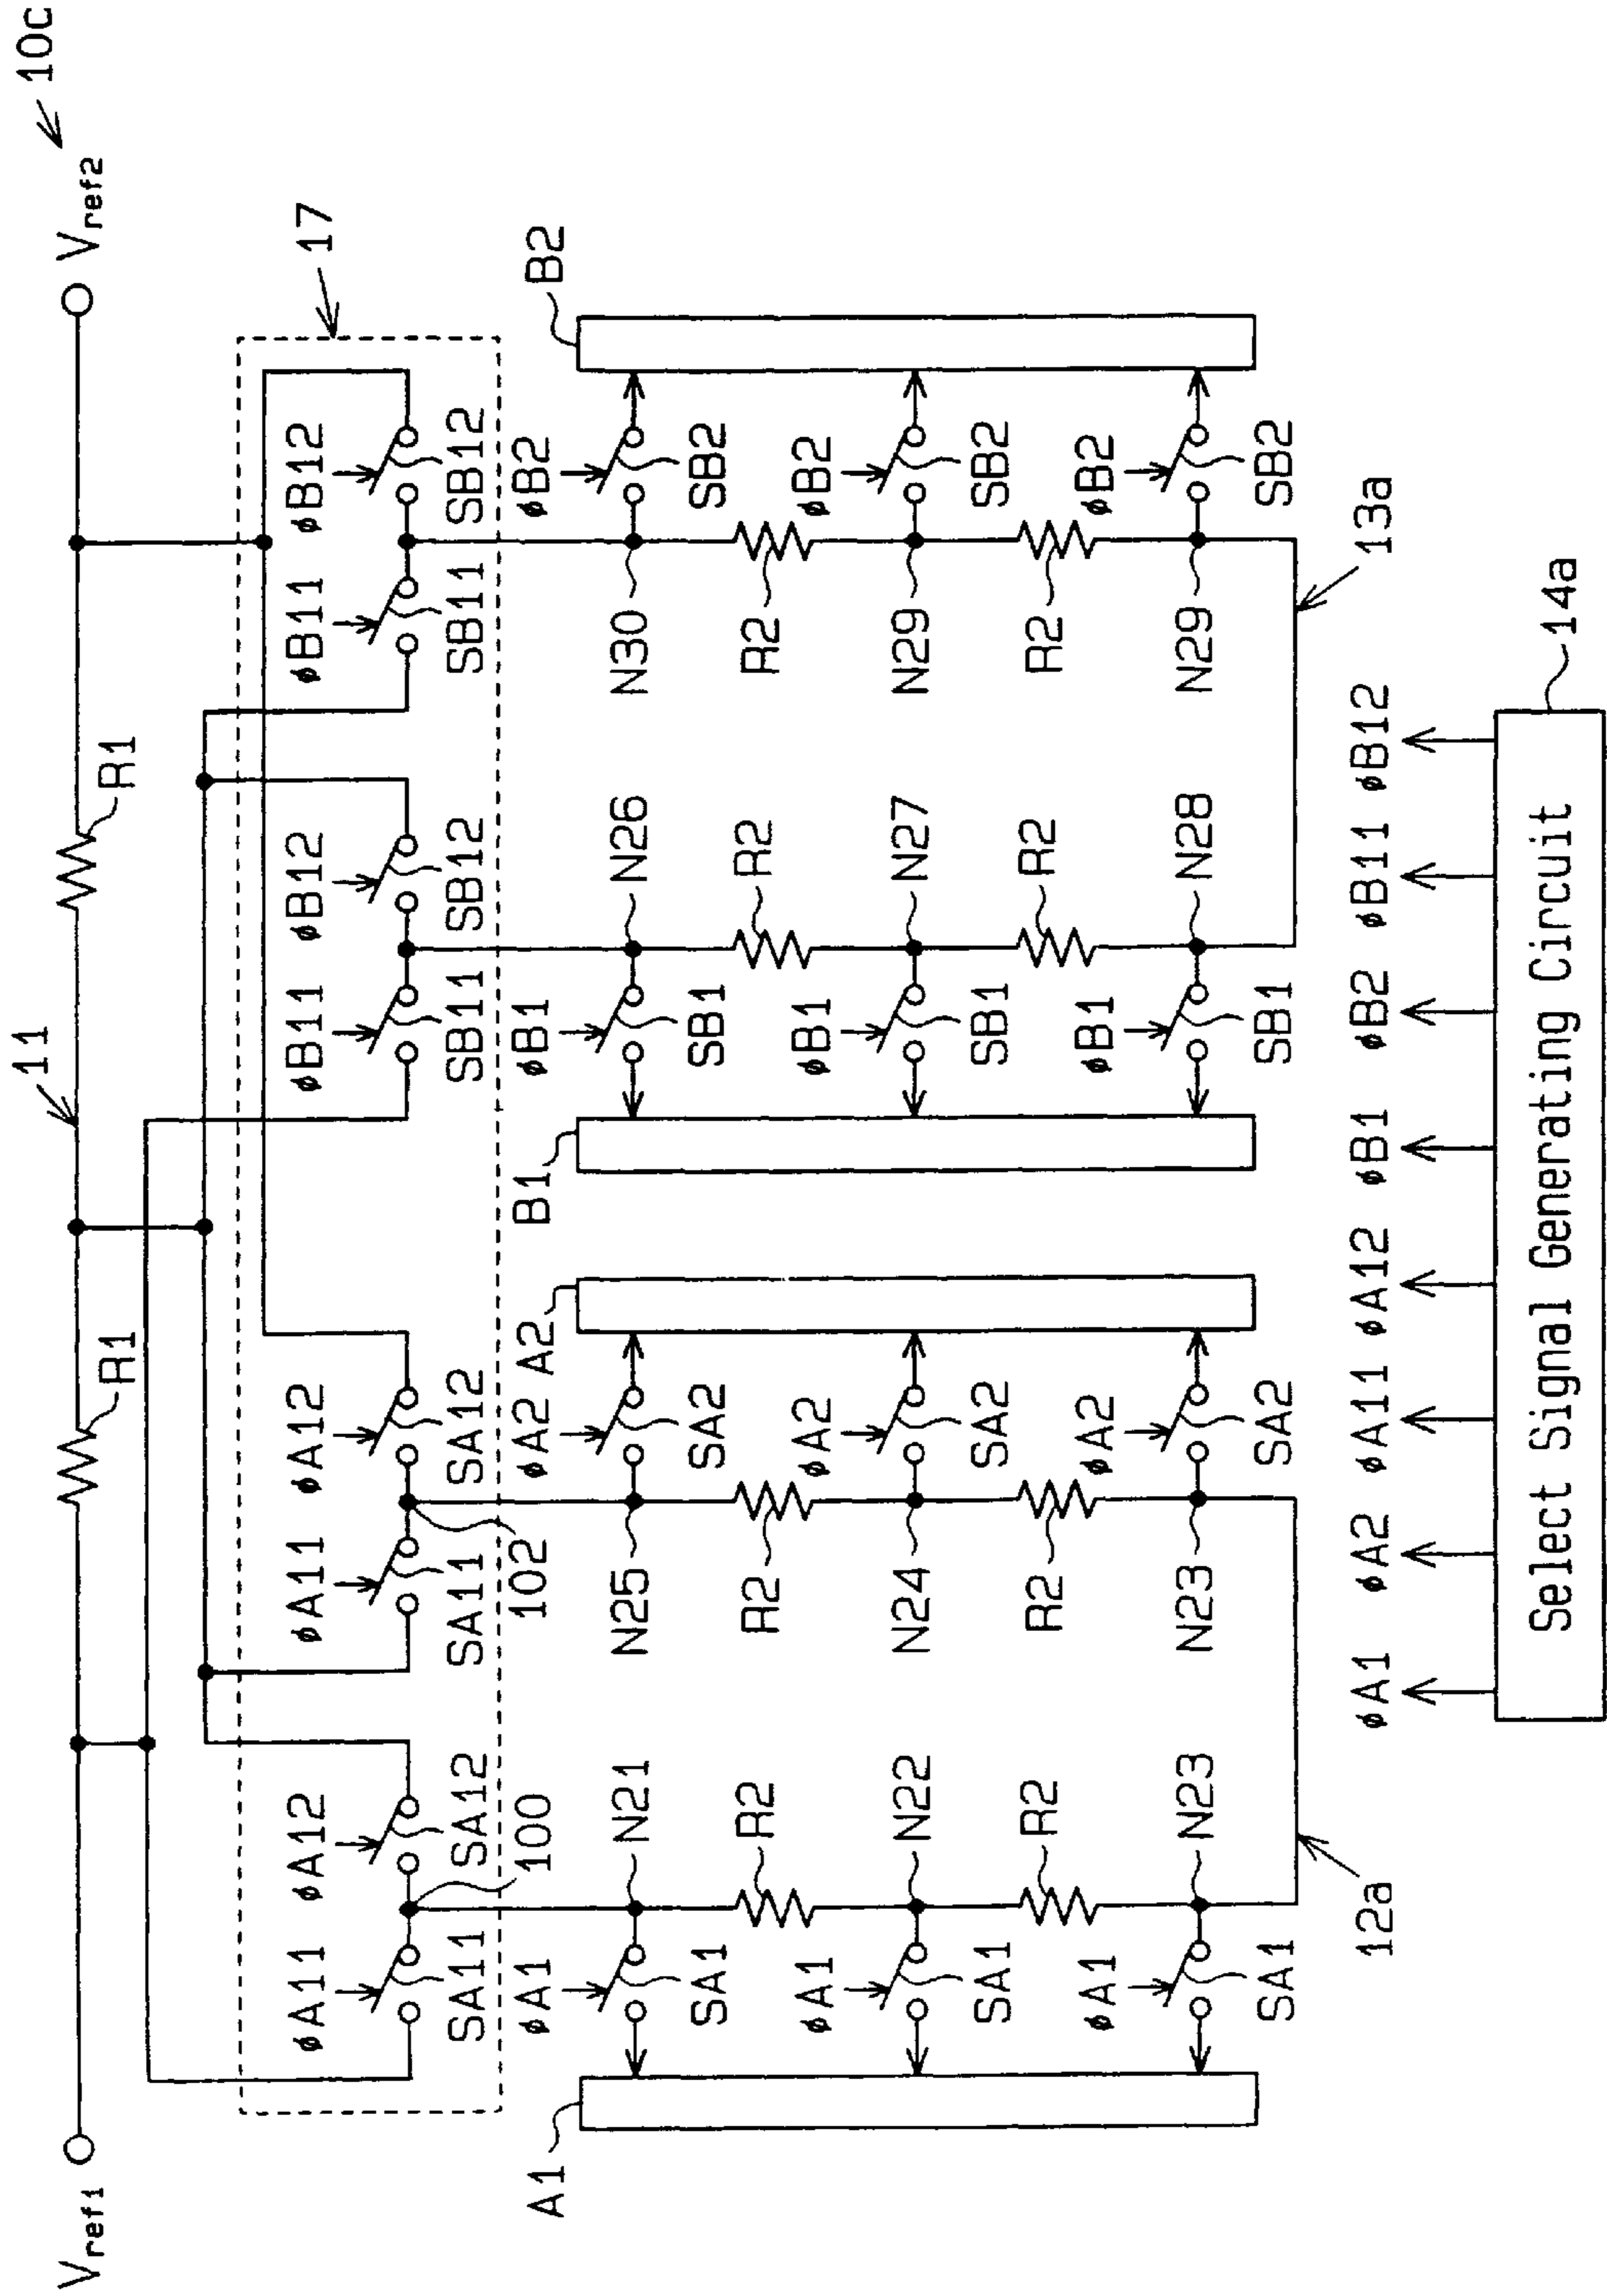 10c
Vref1
Vref2
11
R1
R1
17
φA11
φA12
φA11
φA12
φB11
φB12
φB11
φB12
SA11
SA12
SA11
SA12
SB11
SB12
SB11
SB12
100
102
A1
A2
B1
B2
φA1
φA2
φB1
φB2
SA1
N21
N25
SA2
SB1
N26
N30
SB2
R2
R2
R2
R2
φA1
φA2
φB1
φB2
SA1
N22
N24
SA2
SB1
N27
N29
SB2
R2
R2
R2
R2
φA1
φA2
φB1
φB2
SA1
N23
N23
SA2
SB1
N28
N29
SB2
12a
13a
φA1
φA2
φA11
φA12
φB1
φB2
φB11
φB12
Select Signal Generating Circuit
14a